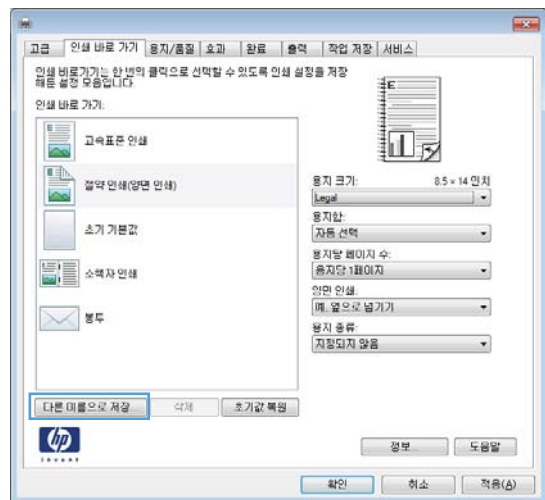 고급
인쇄 바로 가기
용지/품질
효과
완료
출력
작업 저장
서비스
인쇄 바로가기는 한 번의 클릭으로 선택할 수 있도록 인쇄 설정을 저장
해둔 설정 모음입니다
인쇄 바로 가기:
고속표준 인쇄
절약 인쇄(양면 인쇄)
초기 기본값
소책자 인쇄
봉투
E
용지 크기:
8.5 × 14 인치
Legal
용지함:
자동 선택
용지당 페이지 수:
용지당 1페이지
양면 인쇄:
예, 옆으로 넘기기
용지 종류:
지정되지 않음
다른 이름으로 저장
삭제
초기값 복원
hp
invent
정보...
도움말
확인
취소
적용(A)